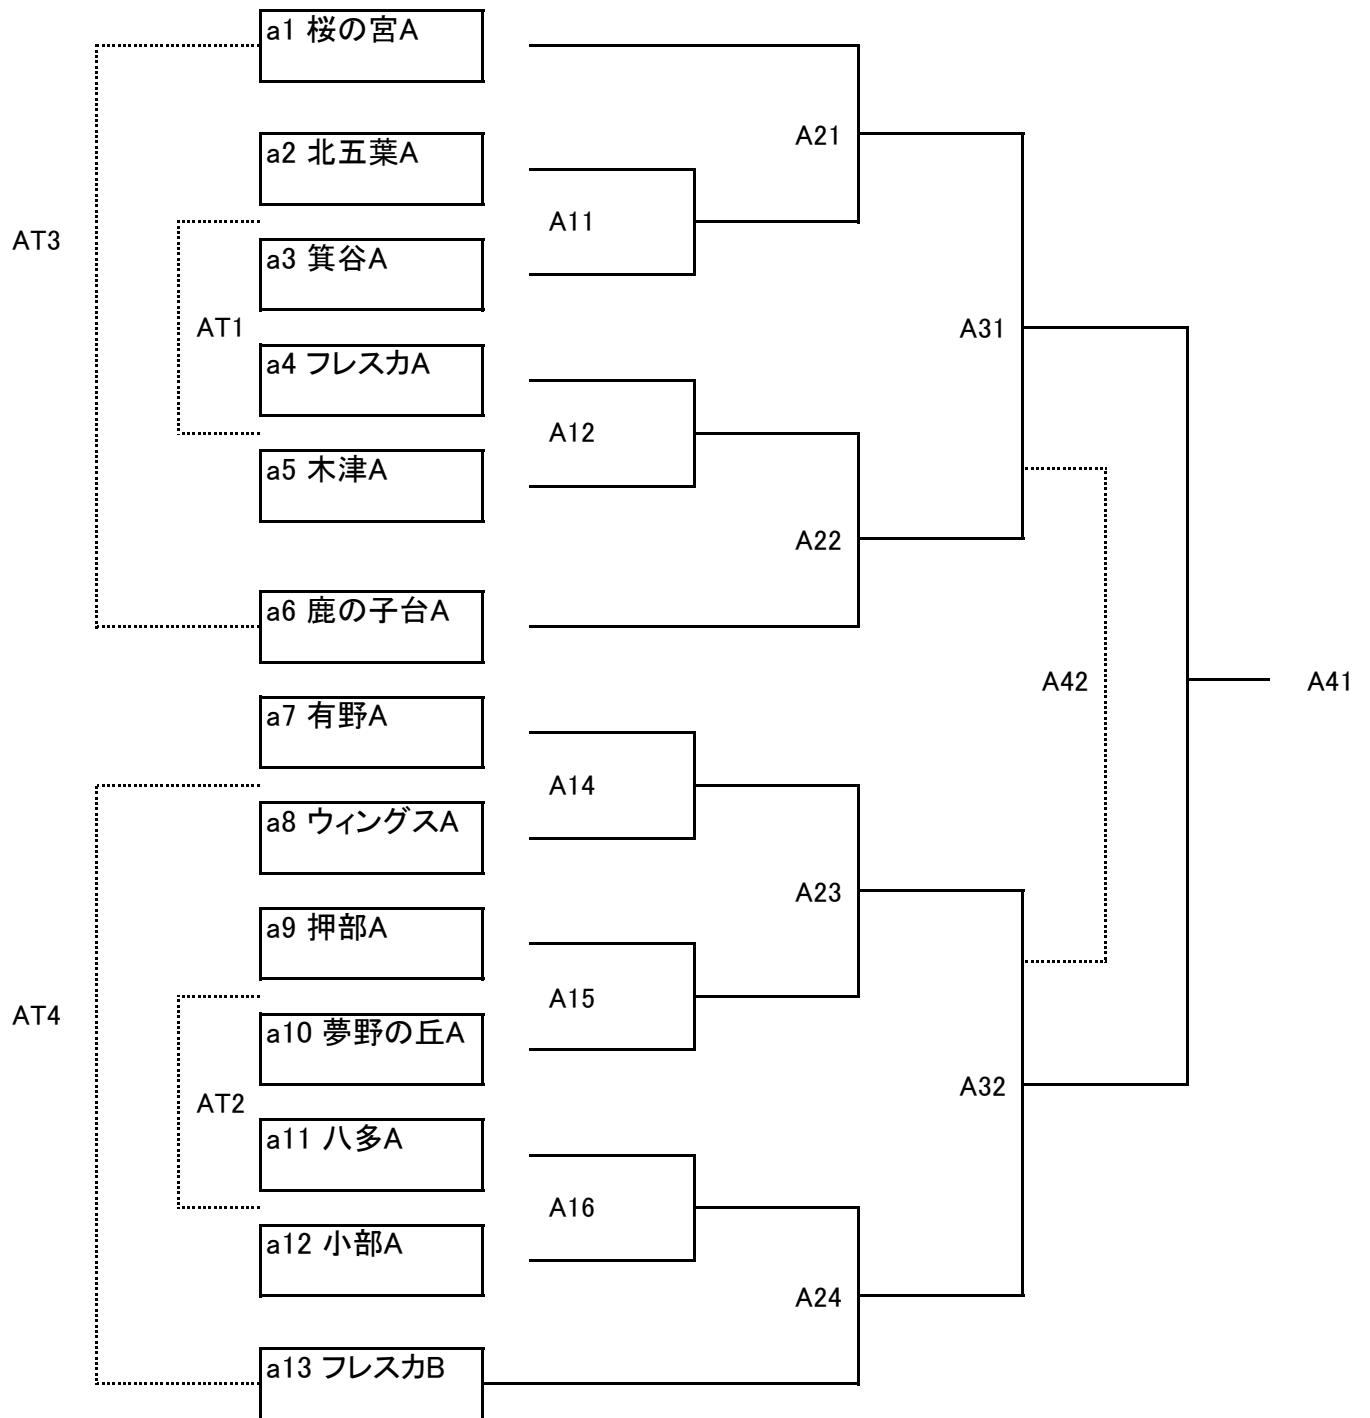 a1 桜の宮A
A21
a2 北五葉A
A11
AT3
a3 箕谷A
AT1
A31
a4 フレスカA
A12
a5 木津A
A22
a6 鹿の子台A
A42
A41
a7 有野A
A14
a8 ウィングスA
A23
a9 押部A
A15
AT4
a10 夢野の丘A
A32
AT2
a11 八多A
A16
a12 小部A
A24
a13 フレスカB